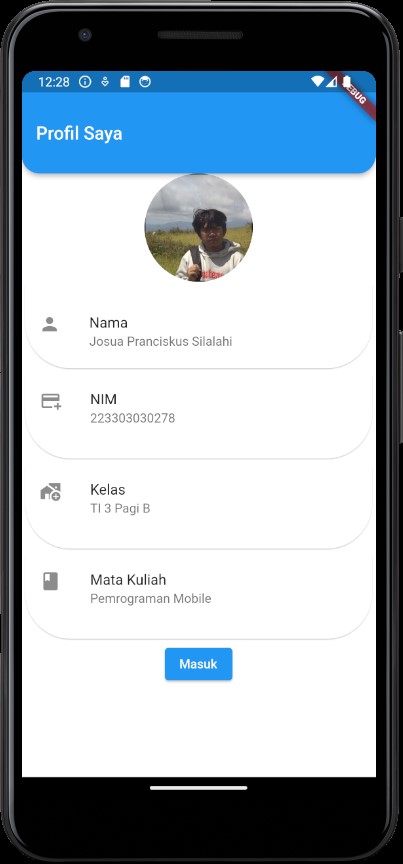 12:28
DEBUG
Profil Saya
Nama
Josua Pranciskus Silalahi
NIM
223303030278
Kelas
TI 3 Pagi B
Mata Kuliah
Pemrograman Mobile
Masuk